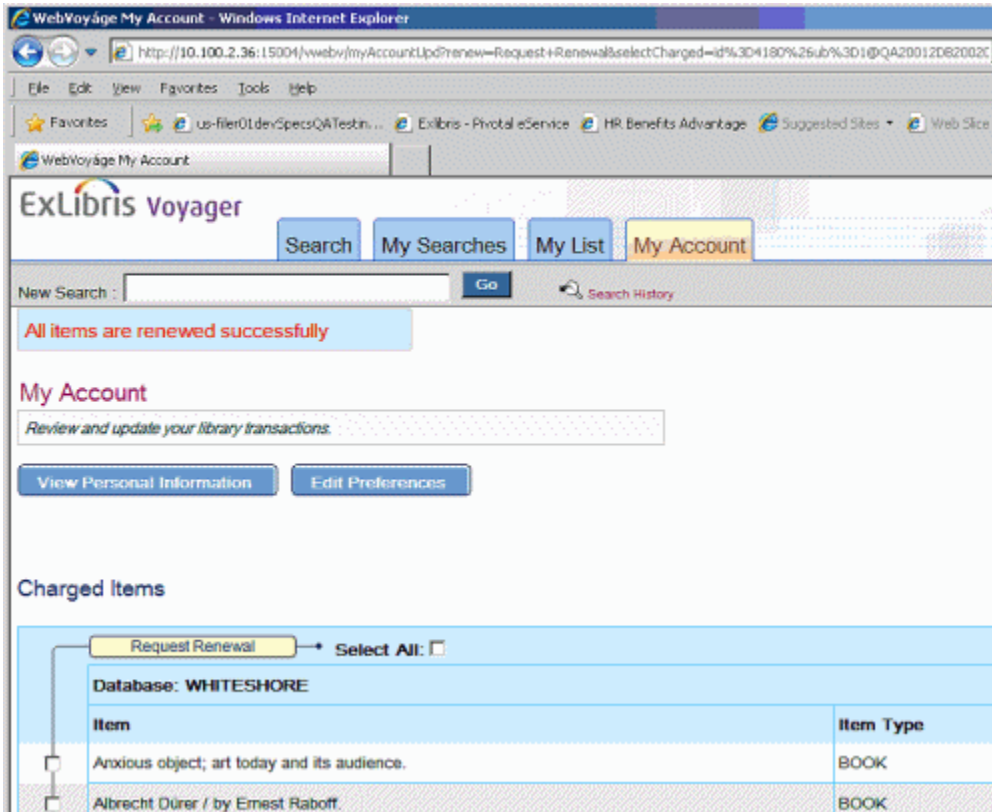 WebVoyáge My Account - Windows Internet Explorer
http://10.100.2.36:15004/vwebv/myAccountUpd?renew=Request+Renewal&selectCharged=id%3D4180%26ub%3D1@QA20012DB2002
File Edit View Favorites Tools Help
Favorites us-filer01devSpecsQATestin... Exlibris - Pivotal eService HR Benefits Advantage Suggested Sites Web Slice
WebVoyáge My Account
ExLibris Voyager
Search My Searches My List My Account
New Search : Go Search History
All items are renewed successfully
My Account
Review and update your library transactions.
View Personal Information Edit Preferences
Charged Items
Request Renewal Select All:
Database: WHITESHORE
Item Item Type
Anxious object; art today and its audience. BOOK
Albrecht Dürer / by Ernest Raboff. BOOK